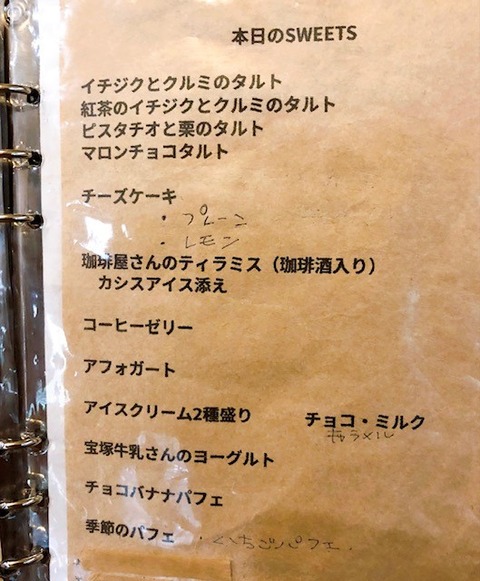 本日のSWEETS
イチジクとクルミのタルト
紅茶のイチジクとクルミのタルト
ピスタチオと栗のタルト
マロンチョコタルト
チーズケーキ
・プレーン
・レモン
珈琲屋さんのティラミス（珈琲酒入り）
カシスアイス添え
コーヒーゼリー
アフォガート
アイスクリーム2種盛り　チョコ・ミルク
キャラメル
宝塚牛乳さんのヨーグルト
チョコバナナパフェ
季節のパフェ ・いちごパフェ・